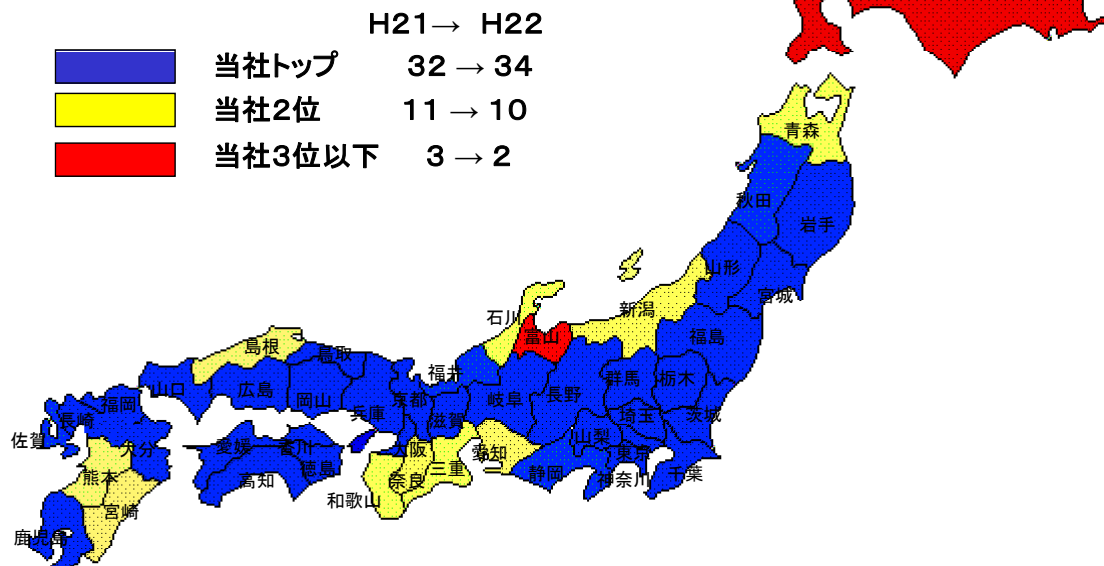 H21→ H22
当社トップ 32 → 34
当社2位 11 → 10
当社3位以下 3 → 2
青森
秋田
岩手
山形
宮城
新潟
石川
富山
福島
島根
鳥取
福井
群馬
栃木
山口
広島
岡山
兵庫
京都
滋賀
岐阜
長野
埼玉
茨城
福岡
長崎
佐賀
大分
愛媛
香川
徳島
高知
大阪
奈良
三重
愛知
山梨
東京
静岡
神奈川
千葉
和歌山
熊本
宮崎
鹿児島